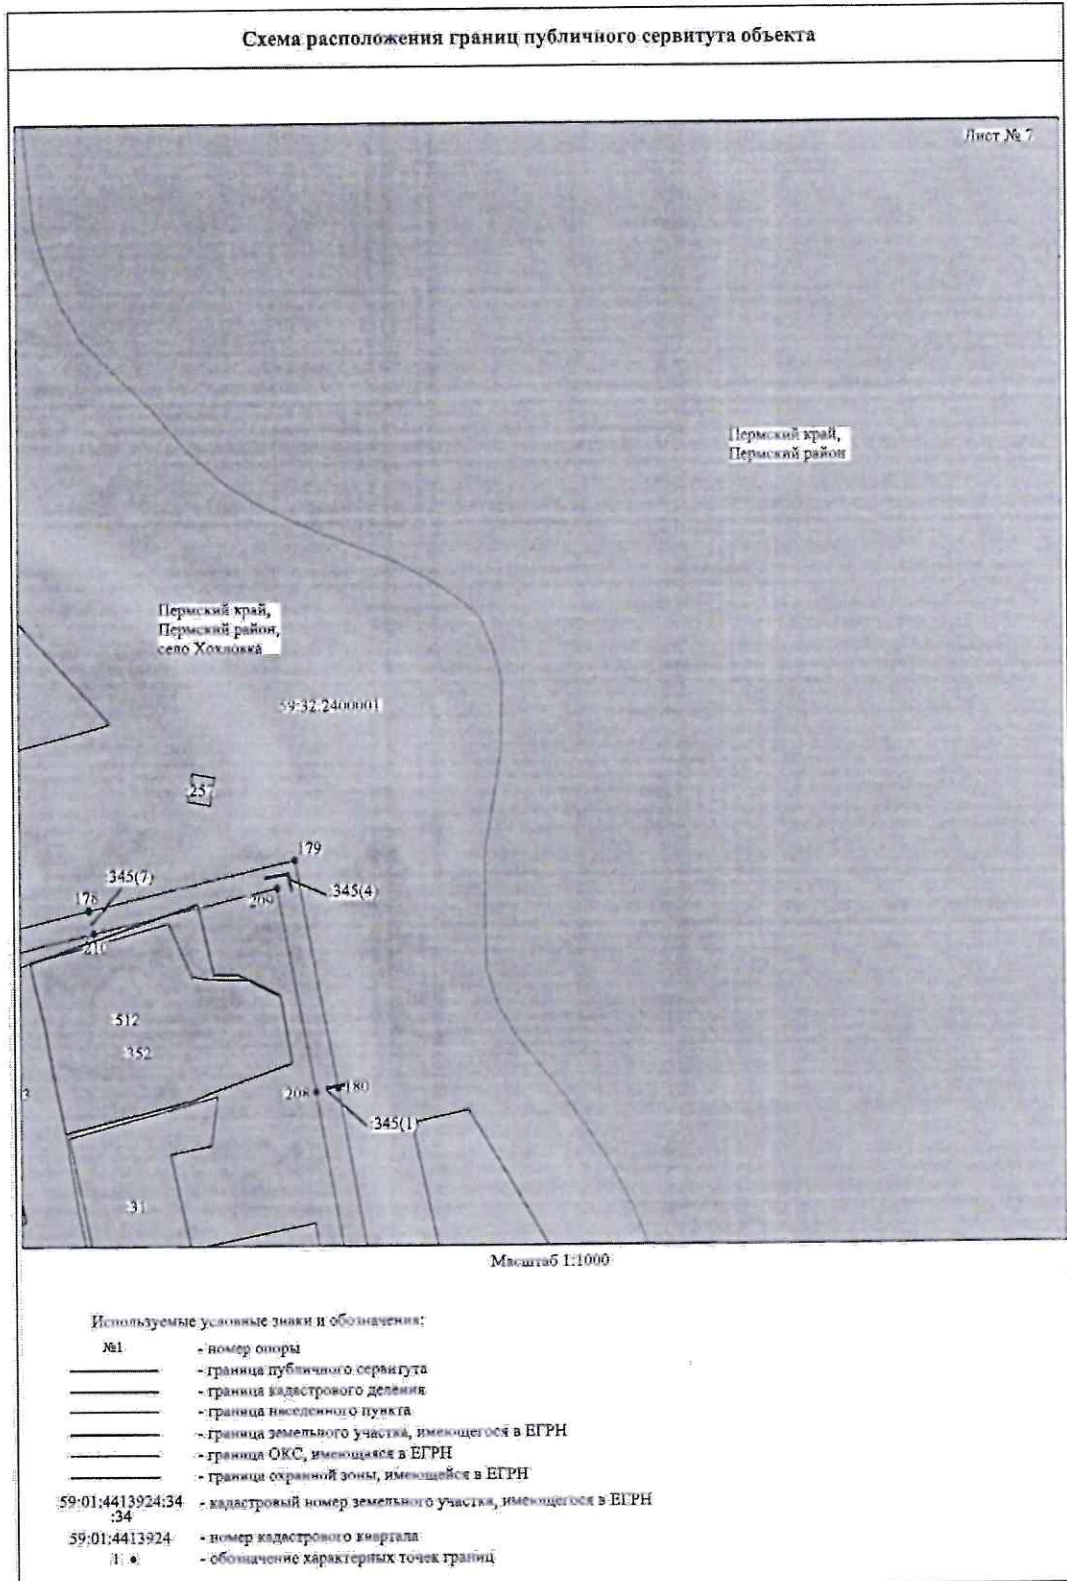 Схема расположения границ публичного сервитута объекта
Лист № 7
Пермский край,
Пермский район
Пермский край,
Пермский район,
село Хохловка
59:32:2400001
:257
179
:345(7)
178
:345(4)
209
210
:512
:352
208
180
:345(1)
:31
Масштаб 1:1000
Используемые условные знаки и обозначения:
№1 - номер опоры
- граница публичного сервитута
- граница кадастрового деления
- граница населенного пункта
- граница земельного участка, имеющегося в ЕГРН
- граница ОКС, имеющаяся в ЕГРН
- граница охранной зоны, имеющейся в ЕГРН
59:01:4413924:34 - кадастровый номер земельного участка, имеющегося в ЕГРН
:34
59:01:4413924 - номер кадастрового квартала
1 ● - обозначение характерных точек границ